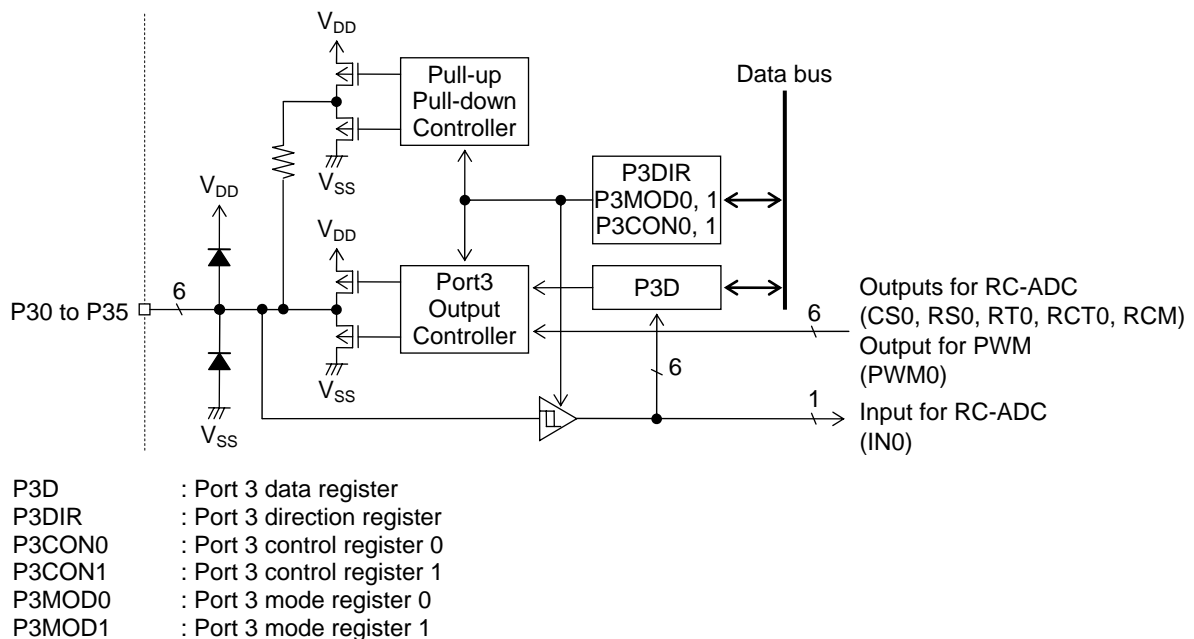 VDD
Pull-up
Pull-down
Controller
VSS
Data bus
P3DIR
P3MOD0, 1
P3CON0, 1
VDD
VDD
P30 to P35
6
Port3
Output
Controller
P3D
VSS
VSS
6
Outputs for RC-ADC
(CS0, RS0, RT0, RCT0, RCM)
Output for PWM
(PWM0)
6
1
Input for RC-ADC
(IN0)
P3D : Port 3 data register
P3DIR : Port 3 direction register
P3CON0 : Port 3 control register 0
P3CON1 : Port 3 control register 1
P3MOD0 : Port 3 mode register 0
P3MOD1 : Port 3 mode register 1